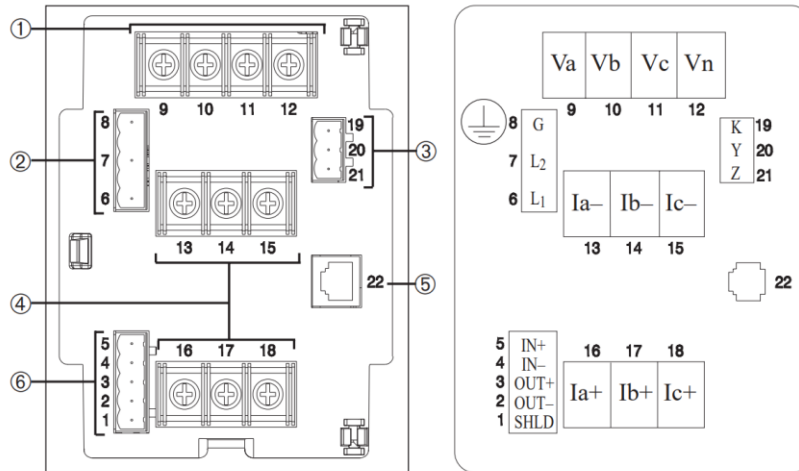 ①
9 10 11 12
②
8
7
6
19
20
21
③
13 14 15
22
⑤
④
16 17 18
⑥
5
4
3
2
1
Va Vb Vc Vn
9 10 11 12
8 G
7 L2
6 L1
K 19
Y 20
Z 21
Ia– Ib– Ic–
13 14 15
22
5 IN+
4 IN–
3 OUT+
2 OUT–
1 SHLD
16 17 18
Ia+ Ib+ Ic+